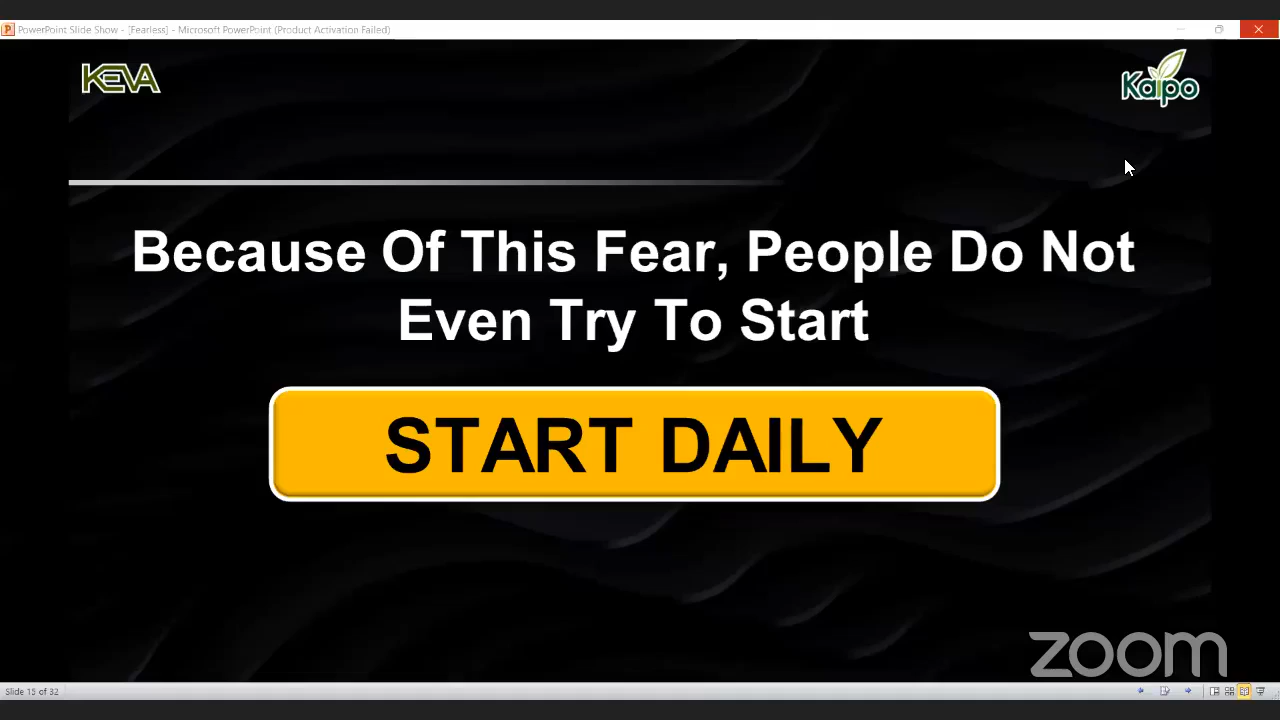 PowerPoint Slide Show - [Fearless] - Microsoft PowerPoint (Product Activation Failed)
KEVA
Kaipo
Because Of This Fear, People Do Not
Even Try To Start
START DAILY
zoom
Slide 15 of 32